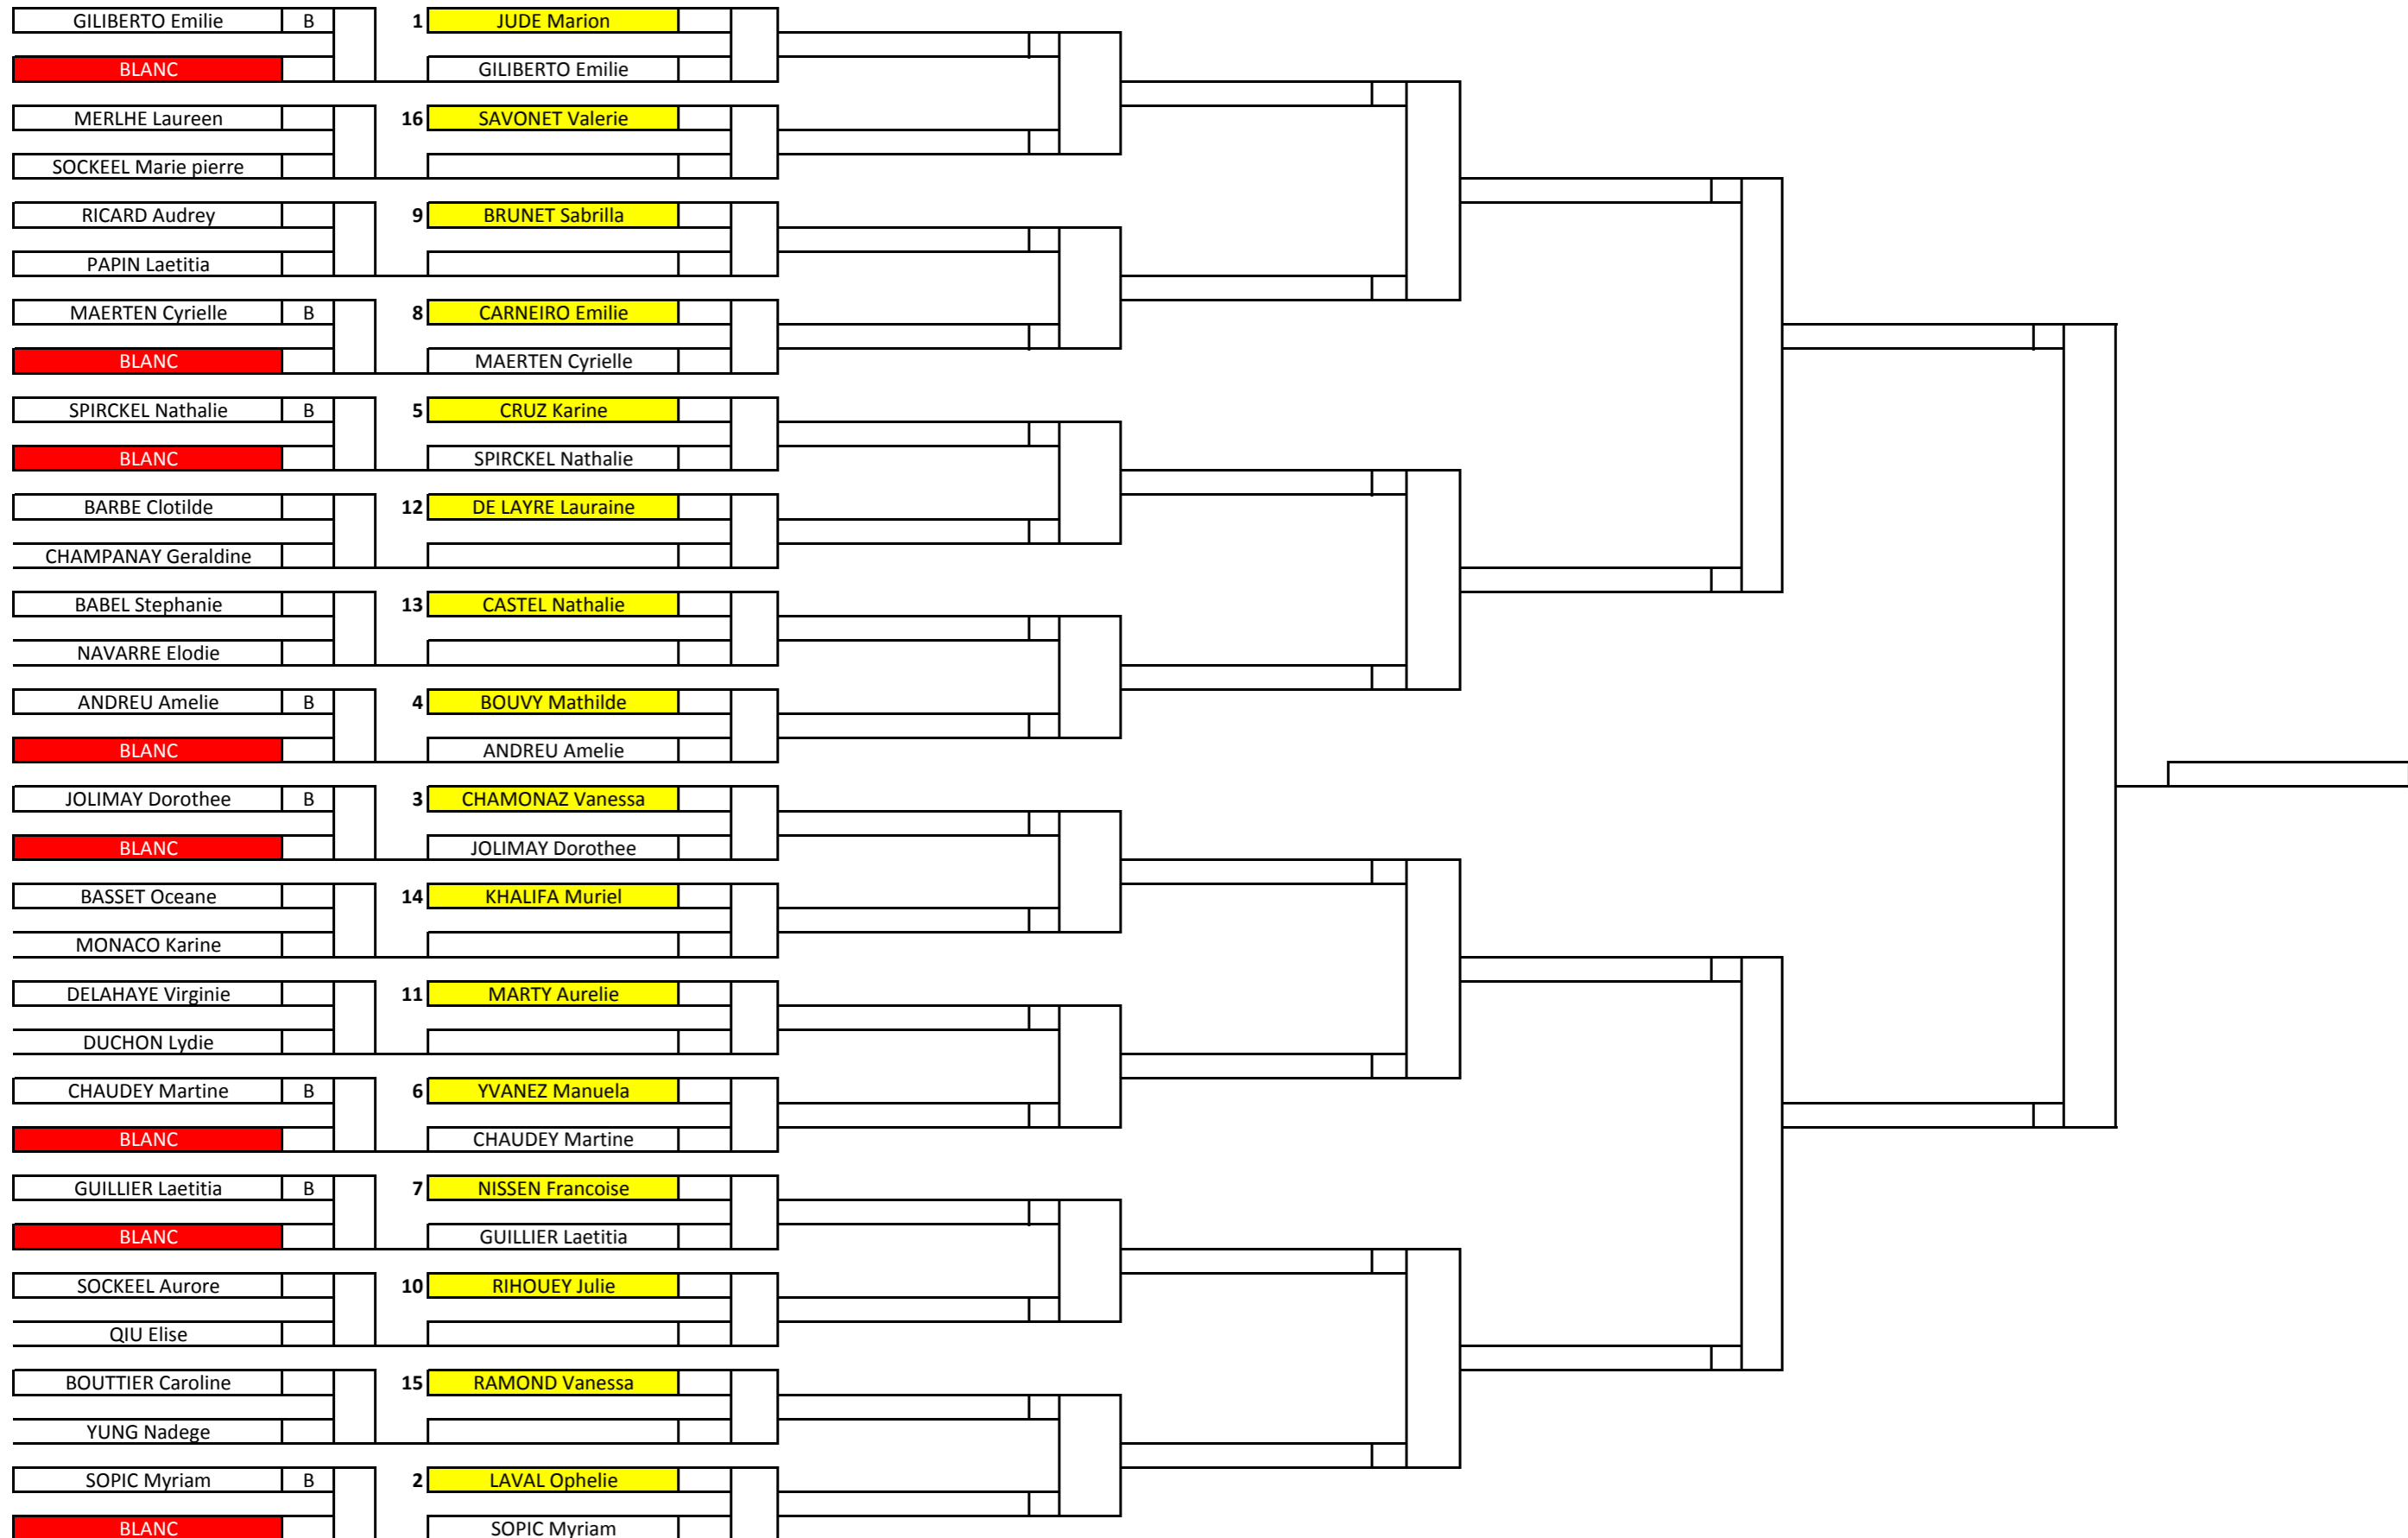 GILIBERTO Emilie B 1 JUDE Marion
BLANC GILIBERTO Emilie
MERLHE Laureen 16 SAVONET Valerie
SOCKEEL Marie pierre
RICARD Audrey 9 BRUNET Sabrilla
PAPIN Laetitia
MAERTEN Cyrielle B 8 CARNEIRO Emilie
BLANC MAERTEN Cyrielle
SPIRCKEL Nathalie B 5 CRUZ Karine
BLANC SPIRCKEL Nathalie
BARBE Clotilde 12 DE LAYRE Lauraine
CHAMPANAY Geraldine
BABEL Stephanie 13 CASTEL Nathalie
NAVARRE Elodie
ANDREU Amelie B 4 BOUVY Mathilde
BLANC ANDREU Amelie
JOLIMAY Dorothee B 3 CHAMONAZ Vanessa
BLANC JOLIMAY Dorothee
BASSET Oceane 14 KHALIFA Muriel
MONACO Karine
DELAHAYE Virginie 11 MARTY Aurelie
DUCHON Lydie
CHAUDEY Martine B 6 YVANEZ Manuela
BLANC CHAUDEY Martine
GUILLIER Laetitia B 7 NISSEN Francoise
BLANC GUILLIER Laetitia
SOCKEEL Aurore 10 RIHOUEY Julie
QIU Elise
BOUTTIER Caroline 15 RAMOND Vanessa
YUNG Nadege
SOPIC Myriam B 2 LAVAL Ophelie
BLANC SOPIC Myriam